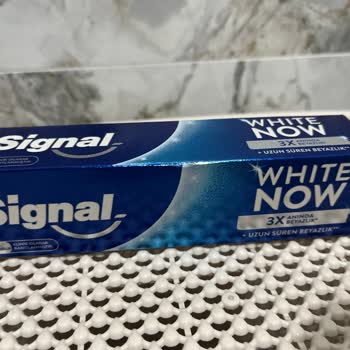 Signal
WHITE
NOW
3X ANINDA
BEYAZLIK
+ UZUN SÜREN BEYAZLIK
Signal
WHITE
NOW
3X ANINDA
BEYAZLIK
+ UZUN SÜREN BEYAZLIK